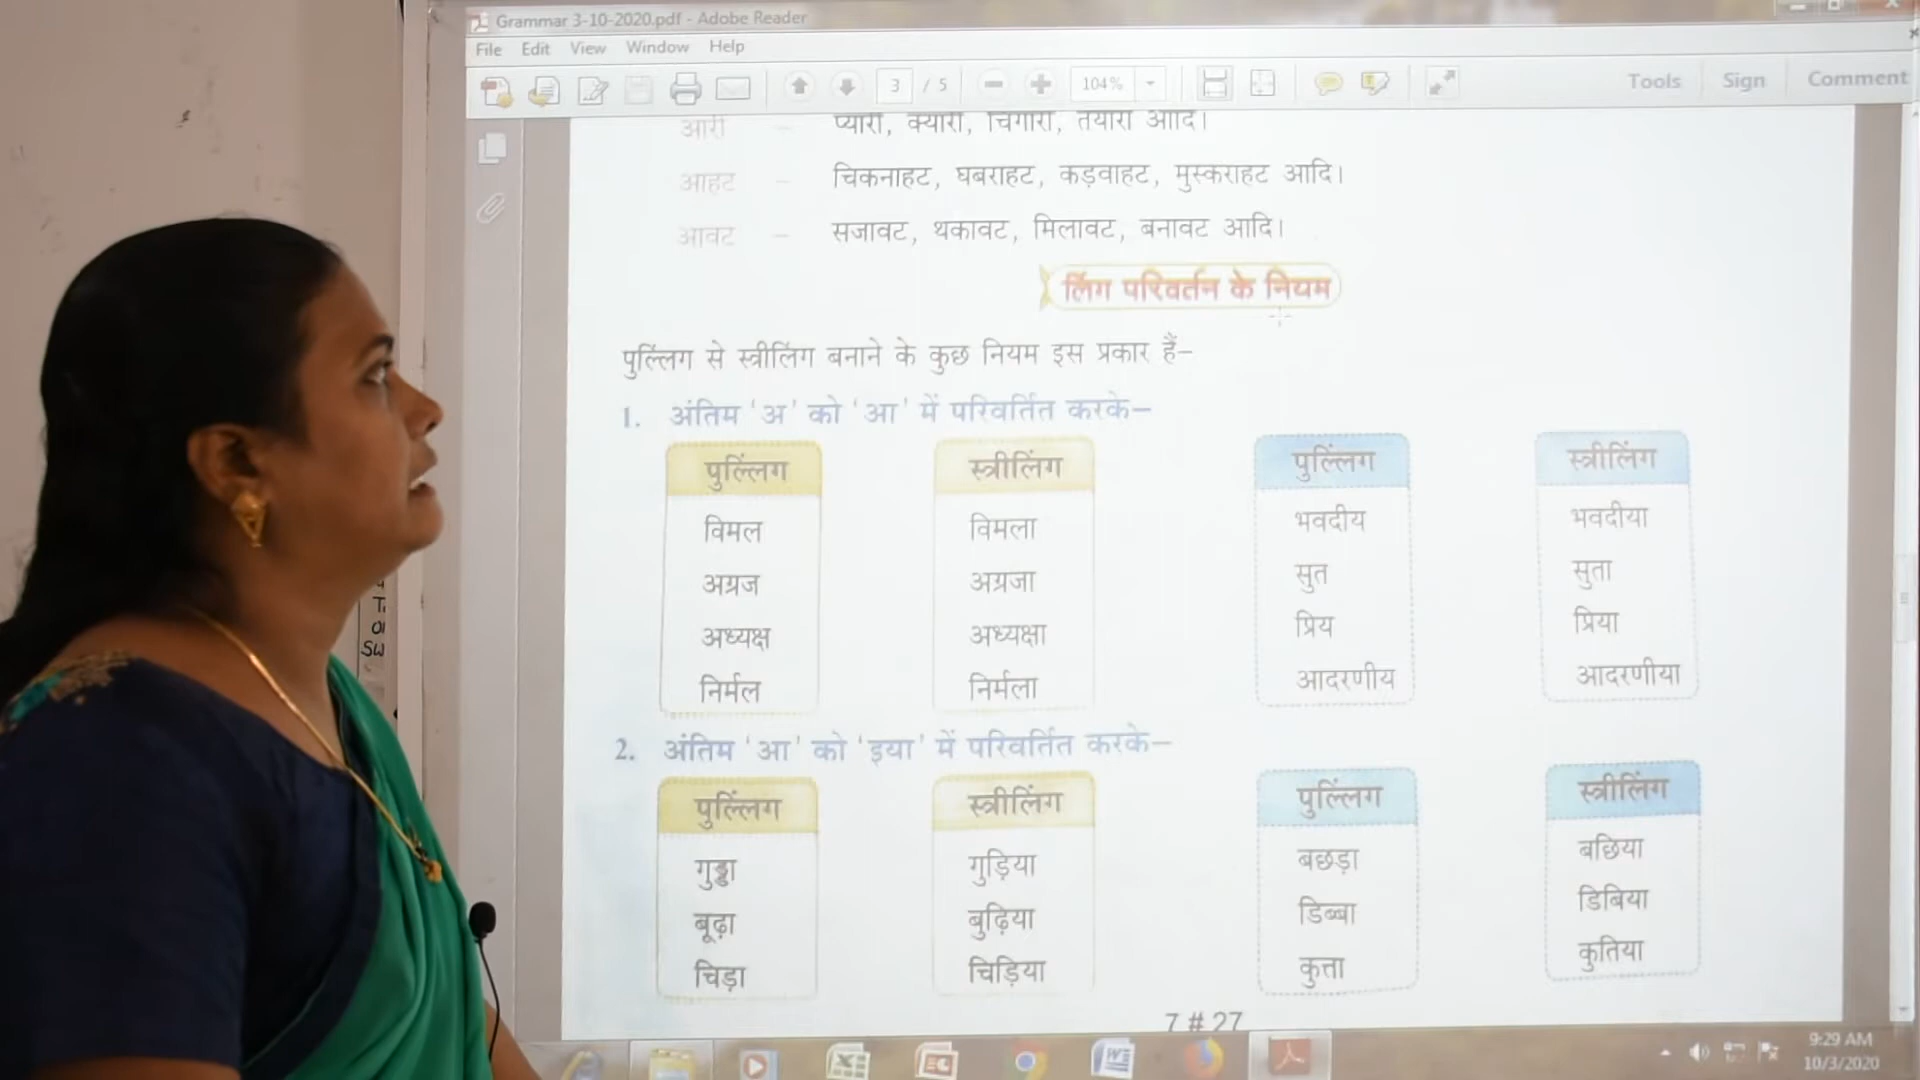 Grammar 3-10-2020.pdf - Adobe Reader
File Edit View Window Help
3 / 5 104% Tools Sign Comment
आरी – प्यारी, क्यारी, चिंगारी, तैयारी आदि।
आहट – चिकनाहट, घबराहट, कड़वाहट, मुस्कराहट आदि।
आवट – सजावट, थकावट, मिलावट, बनावट आदि।
लिंग परिवर्तन के नियम
पुल्लिंग से स्त्रीलिंग बनाने के कुछ नियम इस प्रकार हैं–
1. अंतिम 'अ' को 'आ' में परिवर्तित करके–
पुल्लिंग स्त्रीलिंग पुल्लिंग स्त्रीलिंग
विमल विमला भवदीय भवदीया
अग्रज अग्रजा सुत सुता
अध्यक्ष अध्यक्षा प्रिय प्रिया
निर्मल निर्मला आदरणीय आदरणीया
2. अंतिम 'आ' को 'इया' में परिवर्तित करके–
पुल्लिंग स्त्रीलिंग पुल्लिंग स्त्रीलिंग
गुड्डा गुड़िया बछड़ा बछिया
बूढ़ा बुढ़िया डिब्बा डिबिया
चिड़ा चिड़िया कुत्ता कुतिया
7 # 27
9:29 AM
10/3/2020